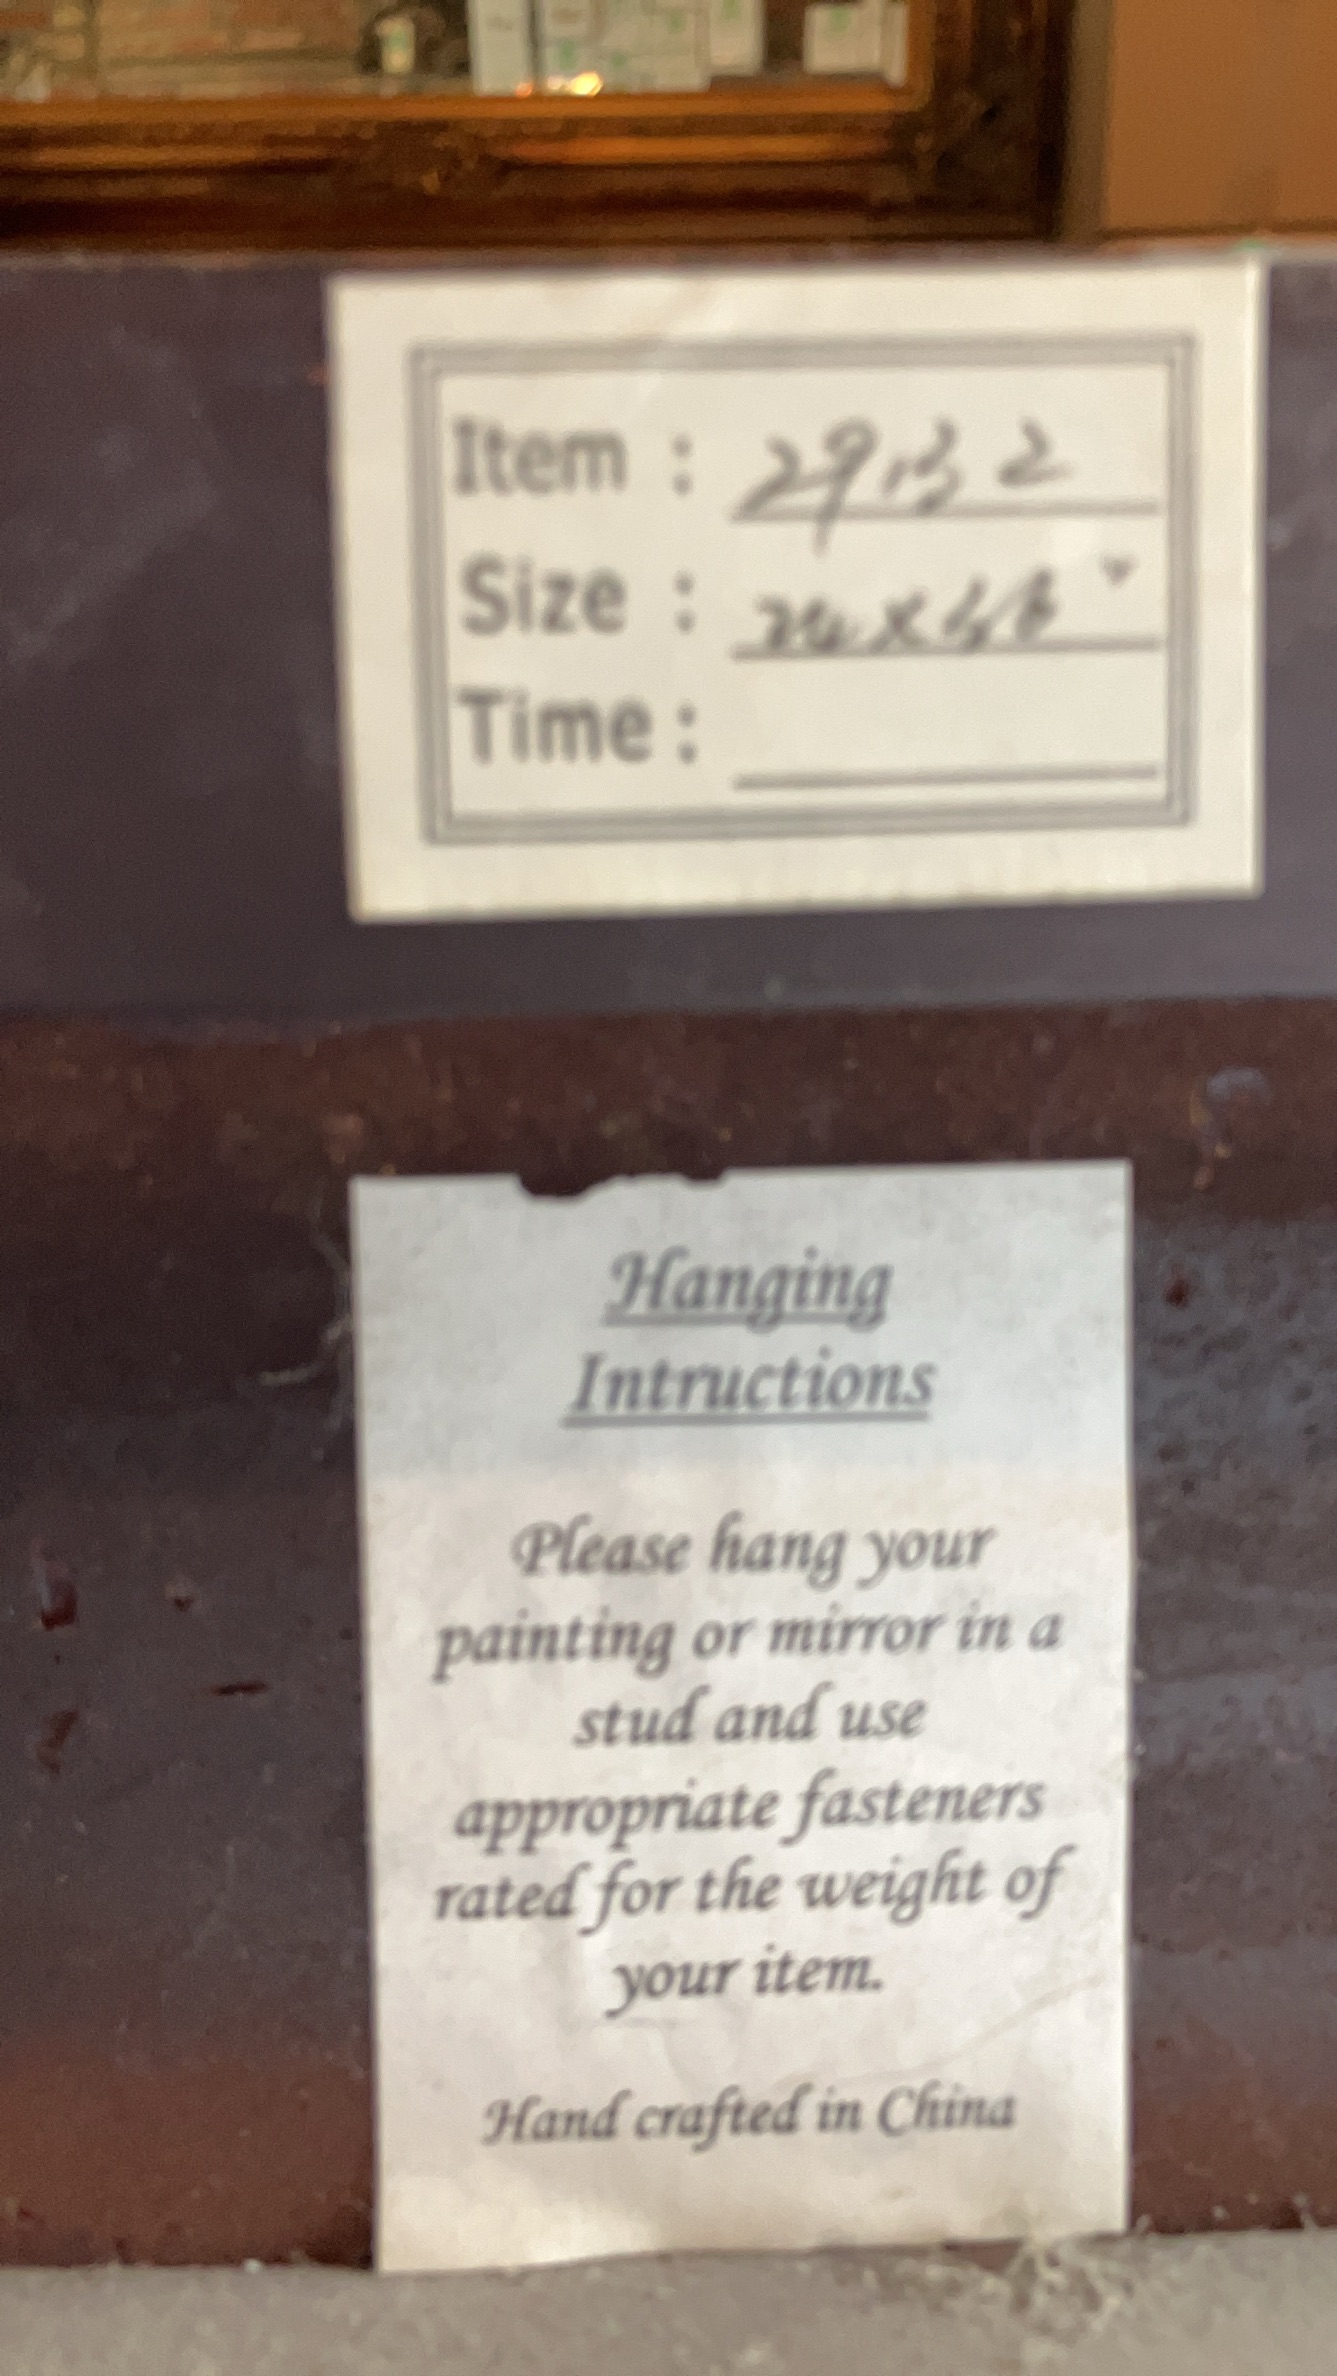 Item :
Size :
Time :
Hanging
Intructions
Please hang your
painting or mirror in a
stud and use
appropriate fasteners
rated for the weight of
your item.
Hand crafted in China